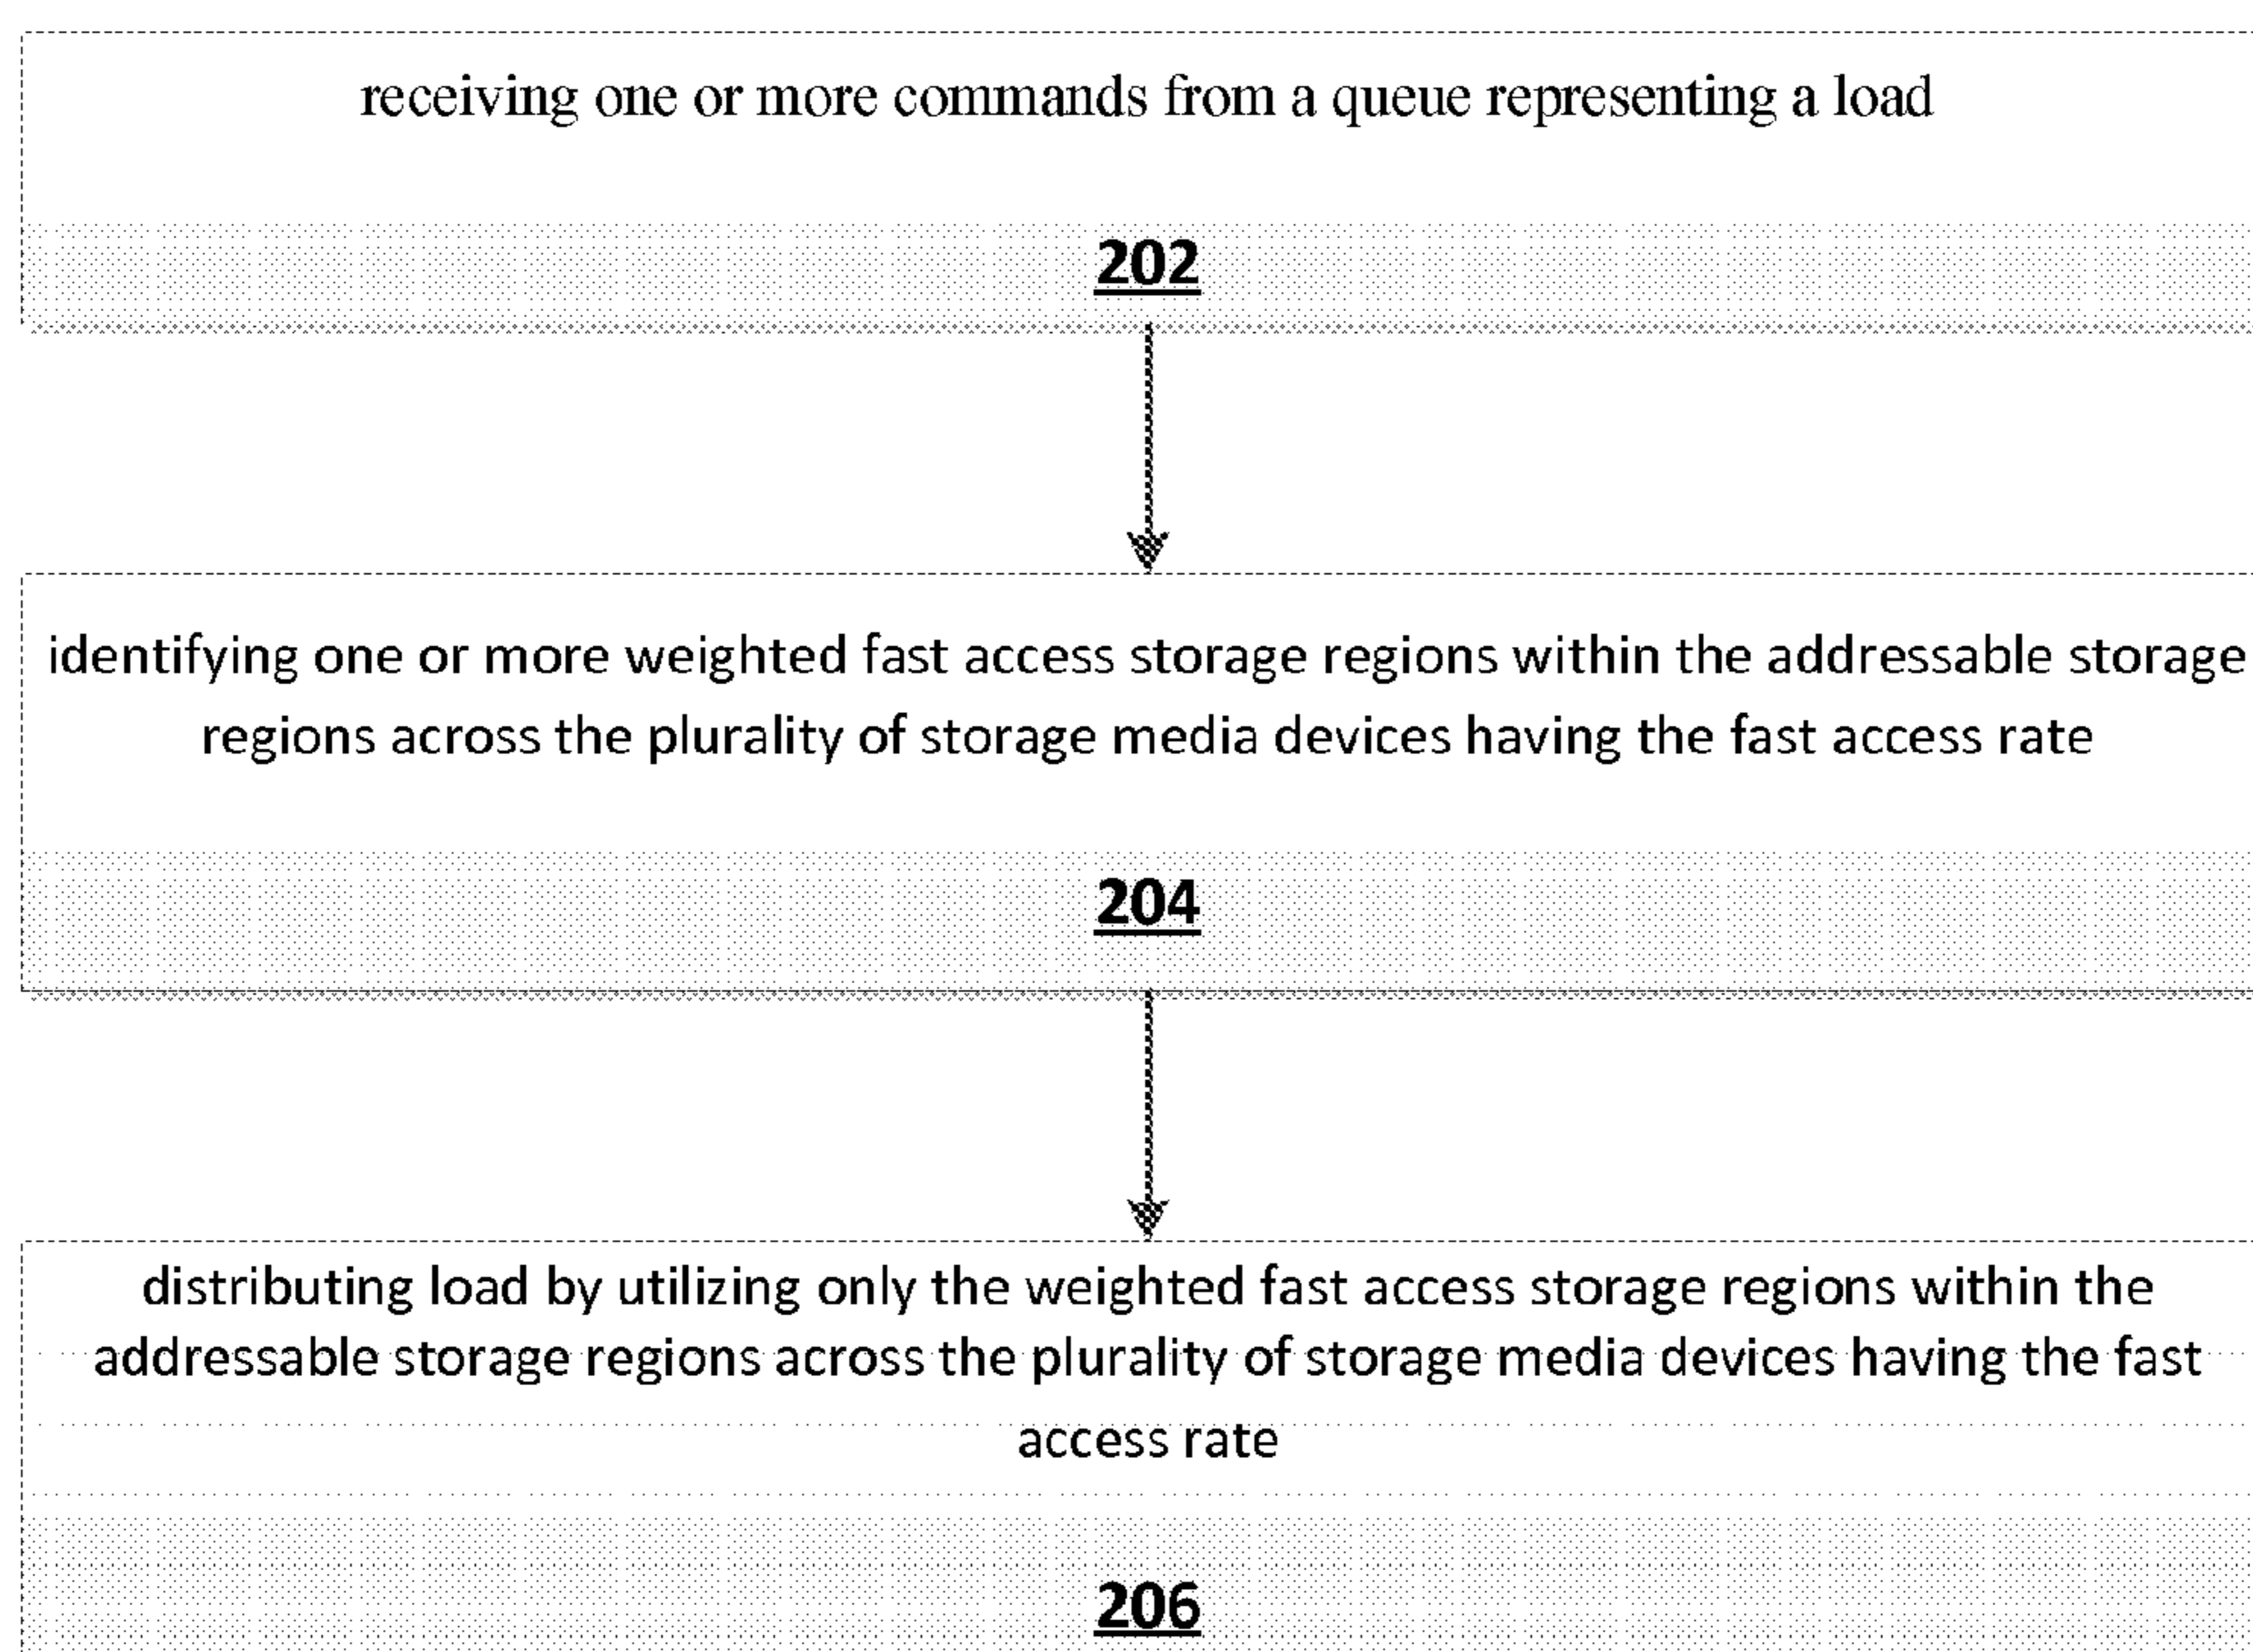 receiving one or more commands from a queue representing a load
202
identifying one or more weighted fast access storage regions within the addressable storage
regions across the plurality of storage media devices having the fast access rate
204
distributing load by utilizing only the weighted fast access storage regions within the
addressable storage regions across the plurality of storage media devices having the fast
access rate
206